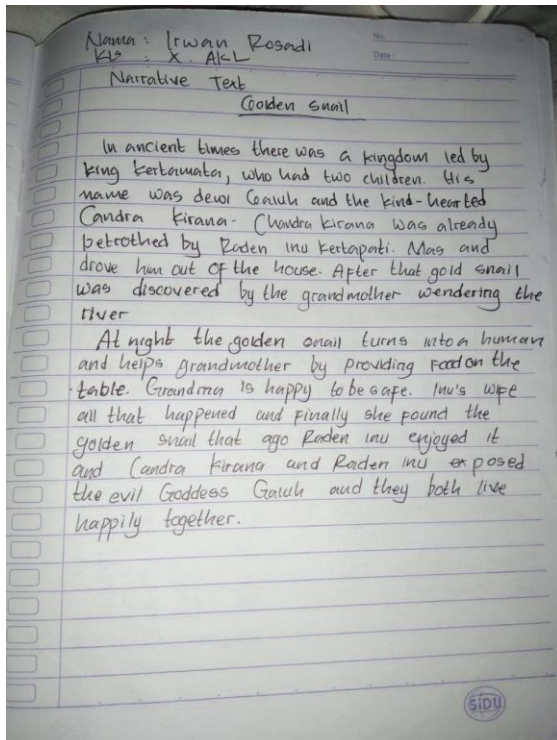 No.
Date:
Nama : Irwan Rosadi
Kls : X. AKL
Narrative Text
Goolden snail
In ancient times there was a kingdom led by
king kertamata, who had two children. His
name was dewi Galuh and the kind-hearted
Candra Kirana. Chandra kirana was already
betrothed by Raden inu kertapati. Mas and
drove him out of the house. After that gold snail
was discovered by the grandmother wendering the
river
At night the golden snail turns into a human
and helps grandmother by providing Food on the
table. Grandma is happy to be safe. Inu's wife
all that happened and finally she found the
golden snail that ago Raden inu enjoyed it
and Candra Kirana and Raden inu exposed
the evil Goddess Galuh and they both live
happily together.
SiDU